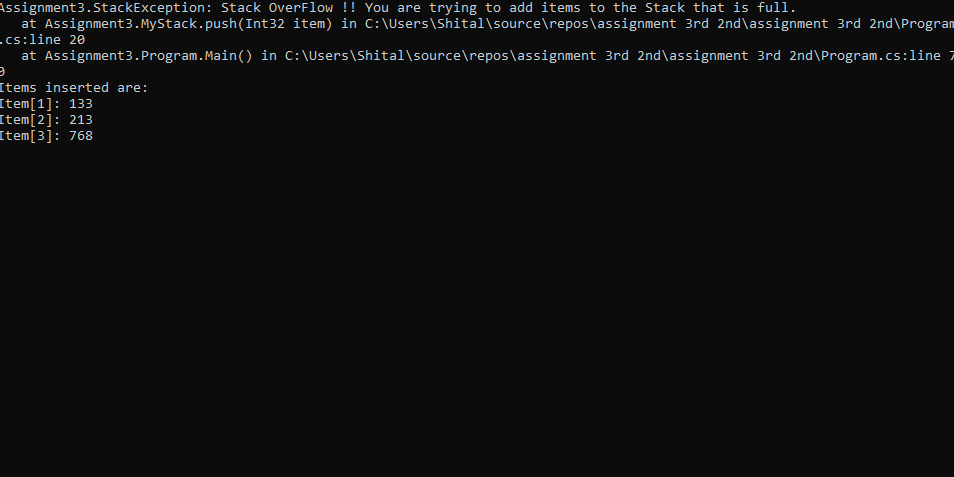 Assignment3.StackException: Stack OverFlow !! You are trying to add items to the Stack that is full.
   at Assignment3.MyStack.push(Int32 item) in C:\Users\Shital\source\repos\assignment 3rd 2nd\assignment 3rd 2nd\Program
.cs:line 20
   at Assignment3.Program.Main() in C:\Users\Shital\source\repos\assignment 3rd 2nd\assignment 3rd 2nd\Program.cs:line 7
0
Items inserted are:
Item[1]: 133
Item[2]: 213
Item[3]: 768